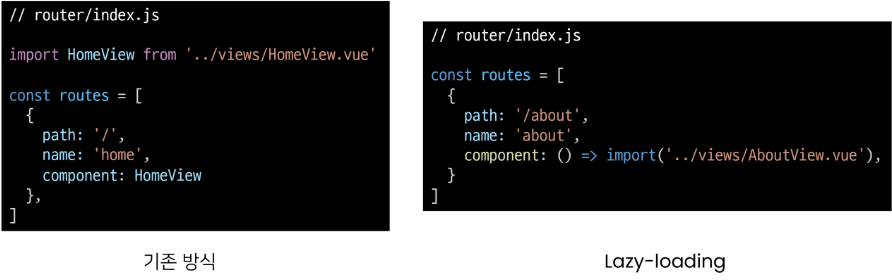 // router/index.js
import HomeView from '../views/HomeView.vue'
const routes = [
  {
    path: '/',
    name: 'home',
    component: HomeView
  },
]
기존 방식
// router/index.js
const routes = [
  {
    path: '/about',
    name: 'about',
    component: () => import('../views/AboutView.vue'),
  }
]
Lazy-loading